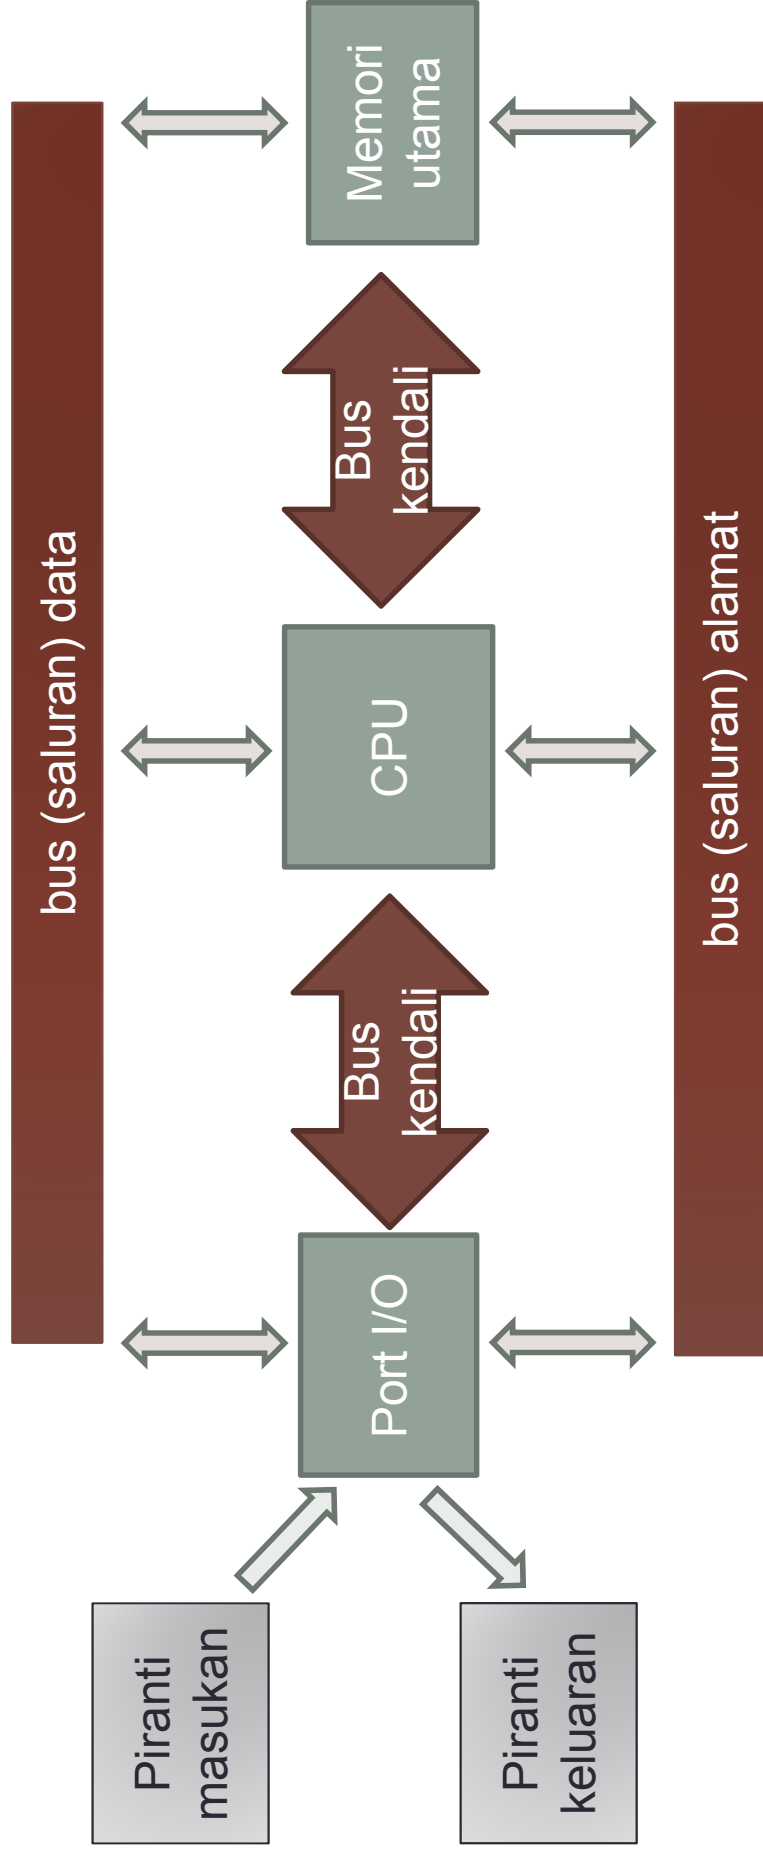 bus (saluran) data
Piranti
masukan
Piranti
keluaran
Port I/O
Bus
kendali
CPU
Bus
kendali
Memori
utama
bus (saluran) alamat